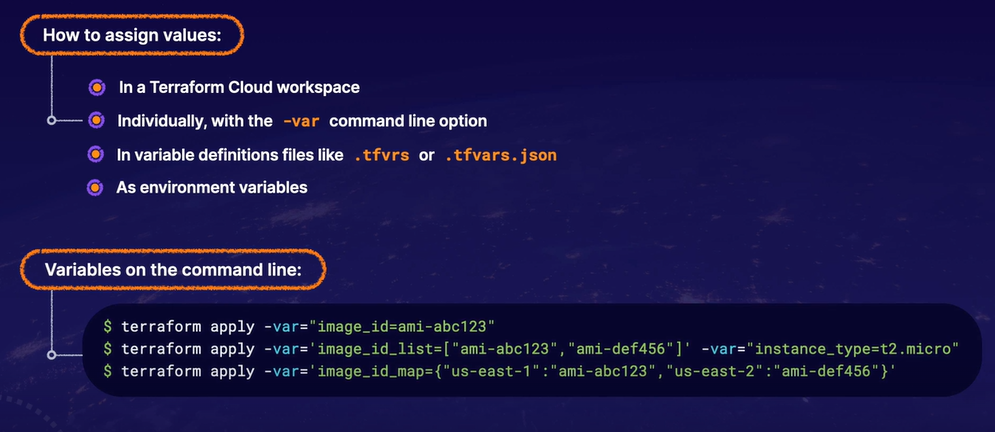 How to assign values:
In a Terraform Cloud workspace
Individually, with the -var command line option
In variable definitions files like .tfvrs or .tfvars.json
As environment variables
Variables on the command line:
$ terraform apply -var="image_id=ami-abc123"
$ terraform apply -var='image_id_list=["ami-abc123","ami-def456"]' -var="instance_type=t2.micro"
$ terraform apply -var='image_id_map={"us-east-1":"ami-abc123","us-east-2":"ami-def456"}'